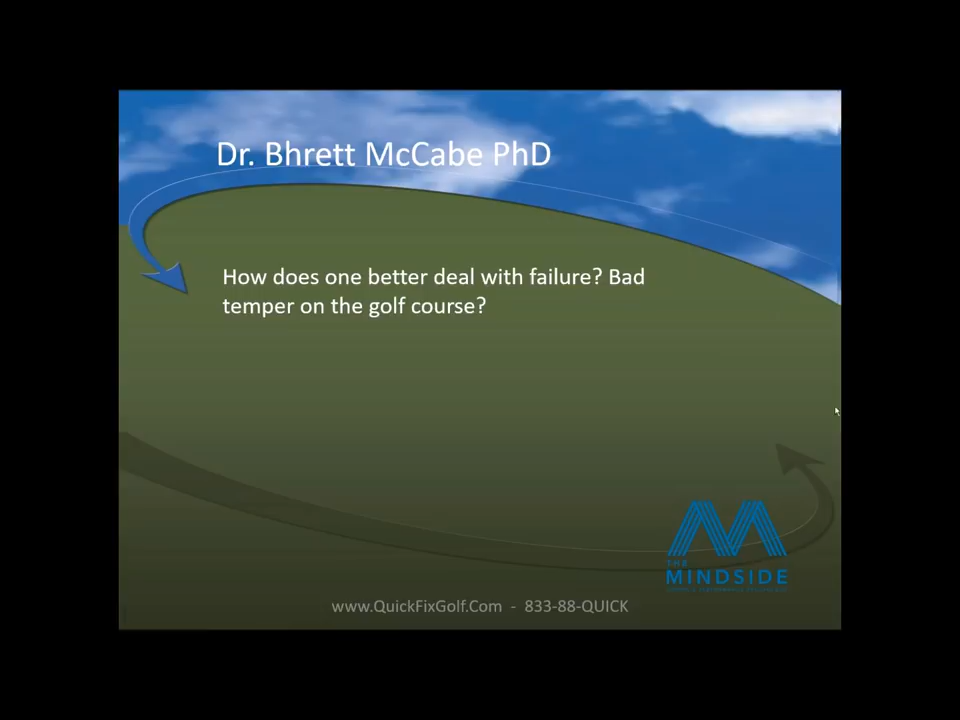 Dr. Bhrett McCabe PhD
How does one better deal with failure? Bad
temper on the golf course?
THE
MINDSIDE
www.QuickFixGolf.Com - 833-88-QUICK